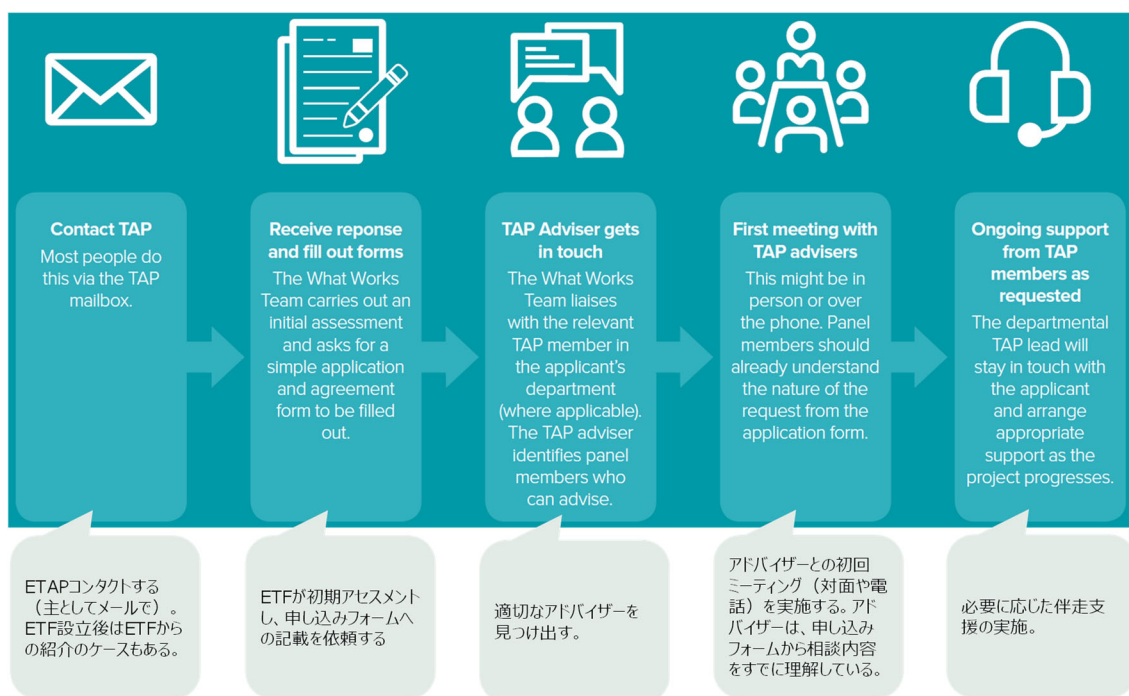 Contact TAP
Most people do
this via the TAP
mailbox.
Receive reponse
and fill out forms
The What Works
Team carries out an
initial assessment
and asks for a
simple application
and agreement
form to be filled
out.
TAP Adviser gets
in touch
The What Works
Team liaises
with the relevant
TAP member in
the applicant's
department
(where applicable).
The TAP adviser
identifies panel
members who
can advise.
First meeting with
TAP advisers
This might be in
person or over
the phone. Panel
members should
already understand
the nature of the
request from the
application form.
Ongoing support
from TAP
members as
requested
The departmental
TAP lead will
stay in touch with
the applicant
and arrange
appropriate
support as the
project progresses.
ETAPコンタクトする
（主としてメールで）。
ETF設立後はETFから
の紹介のケースもある。
ETFが初期アセスメント
し、申し込みフォームへ
の記載を依頼する
適切なアドバイザーを
見つけ出す。
アドバイザーとの初回
ミーティング（対面や電
話）を実施する。アド
バイザーは、申し込み
フォームから相談内容
をすでに理解している。
必要に応じた伴走支
援の実施。